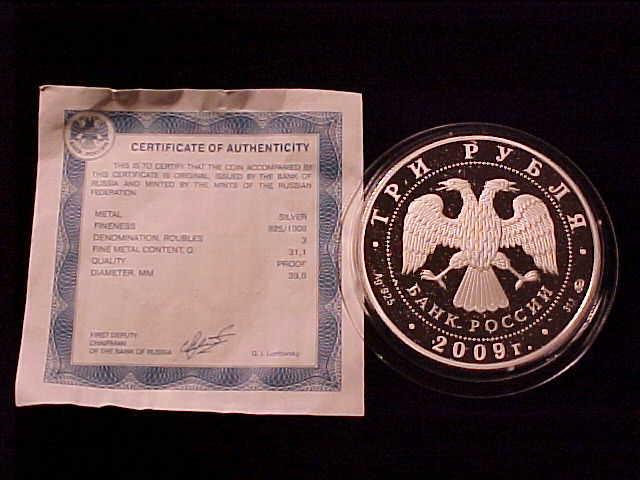 CERTIFICATE OF AUTHENTICITY
THIS IS TO CERTIFY THAT THE COIN ACCOMPANIED BY
THIS CERTIFICATE IS ORIGINAL, ISSUED BY THE BANK OF
RUSSIA AND MINTED BY THE MINTS OF THE RUSSIAN
FEDERATION.
METAL SILVER
FINENESS 925/1000
DENOMINATION, ROUBLES 3
FINE METAL CONTENT, G 31,1
QUALITY PROOF
DIAMETER, MM 39,0
FIRST DEPUTY
CHAIRMAN
OF THE BANK OF RUSSIA G. I. Luntovsky
ТРИ РУБЛЯ
Ag 925
31,1
БАНК РОССИИ
2009 г.